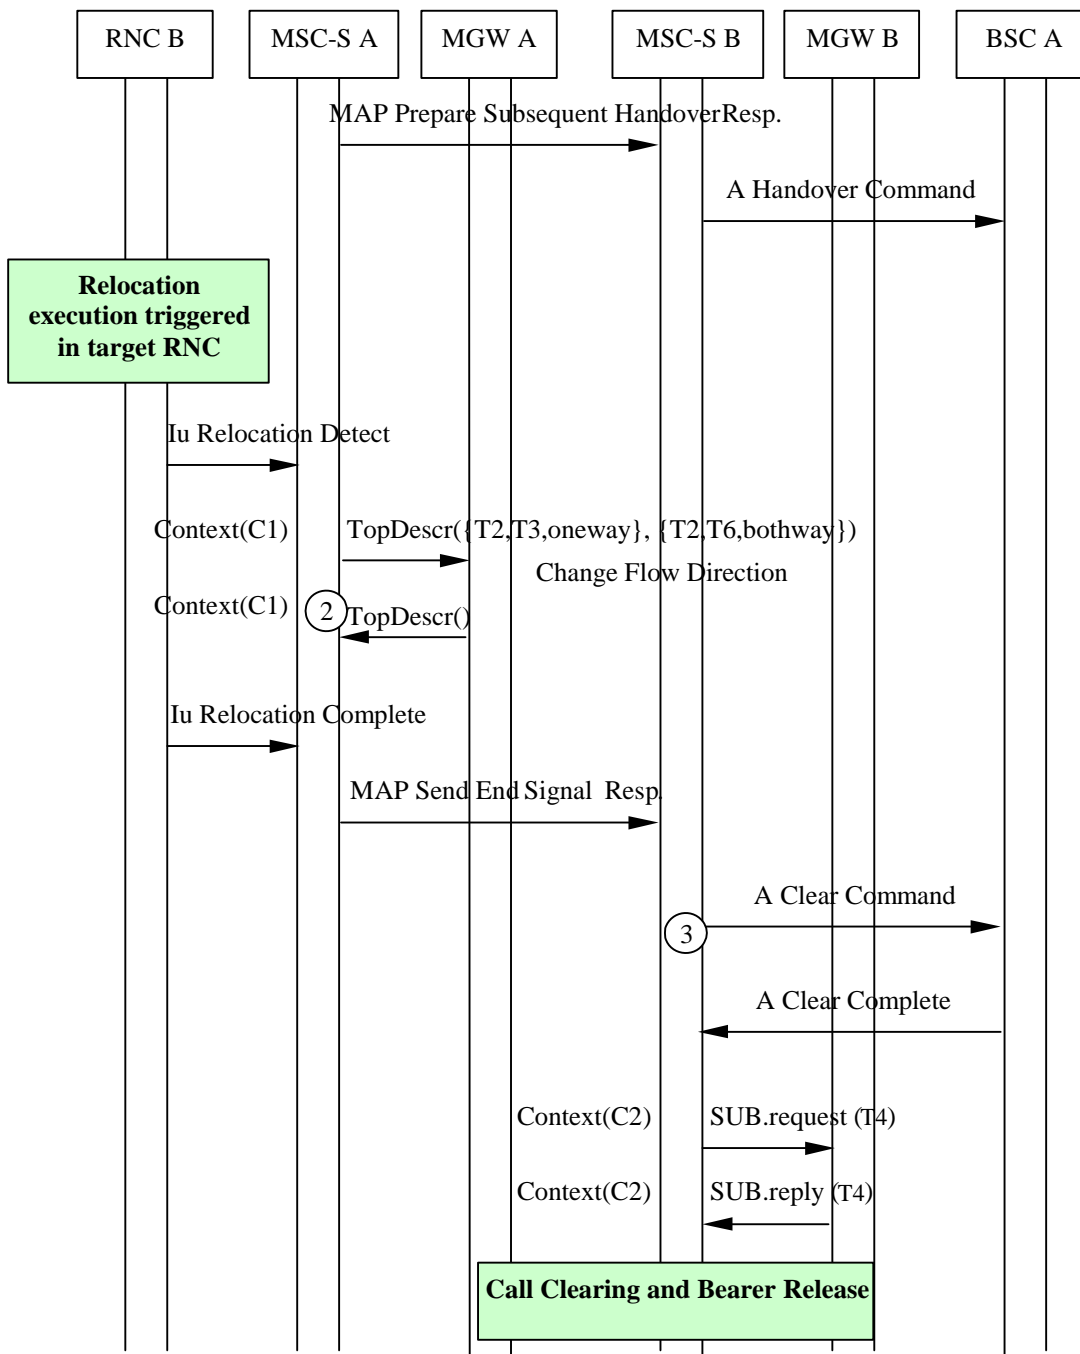 RNC B
MSC-S A
MGW A
MSC-S B
MGW B
BSC A
MAP Prepare Subsequent Handover Resp.
A Handover Command
Relocation
execution triggered
in target RNC
Iu Relocation Detect
Context(C1)
TopDescr({T2,T3,oneway}, {T2,T6,bothway})
Change Flow Direction
Context(C1)
2
TopDescr()
Iu Relocation Complete
MAP Send End Signal Resp.
A Clear Command
3
A Clear Complete
Context(C2)
SUB.request (T4)
Context(C2)
SUB.reply (T4)
Call Clearing and Bearer Release